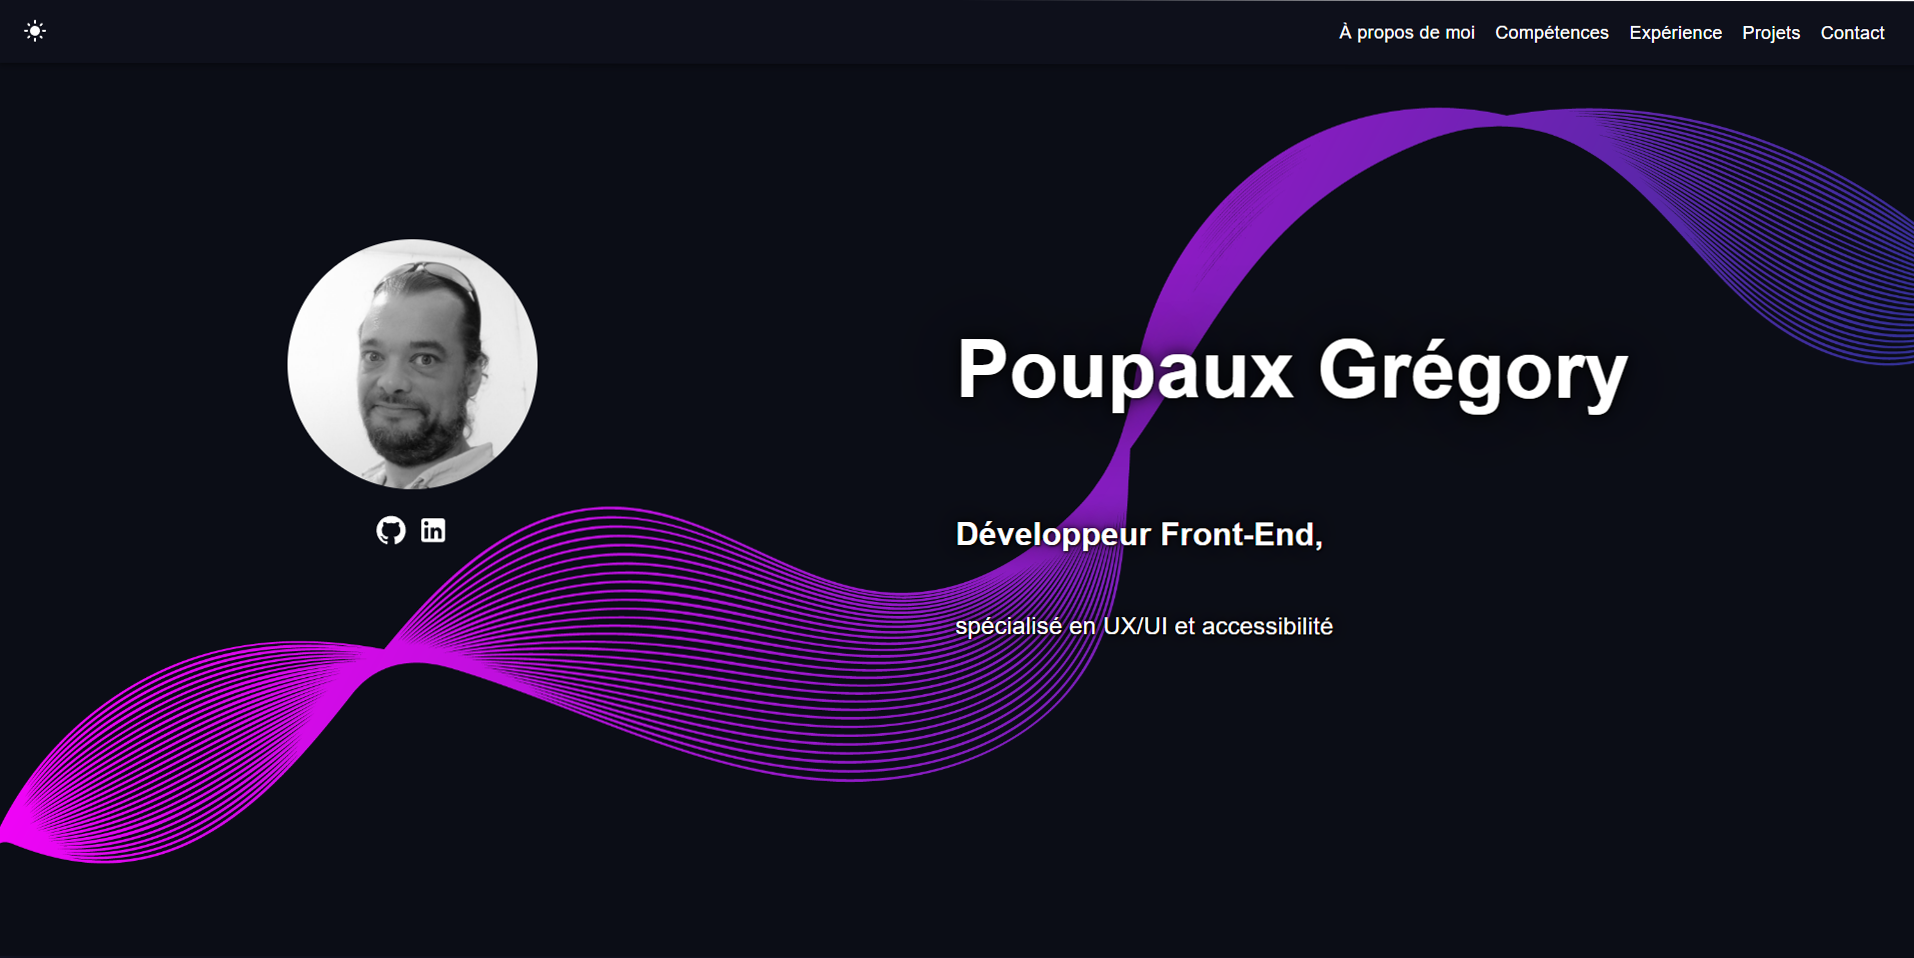 À propos de moi Compétences Expérience Projets Contact
Poupaux Grégory
Développeur Front-End,
spécialisé en UX/UI et accessibilité